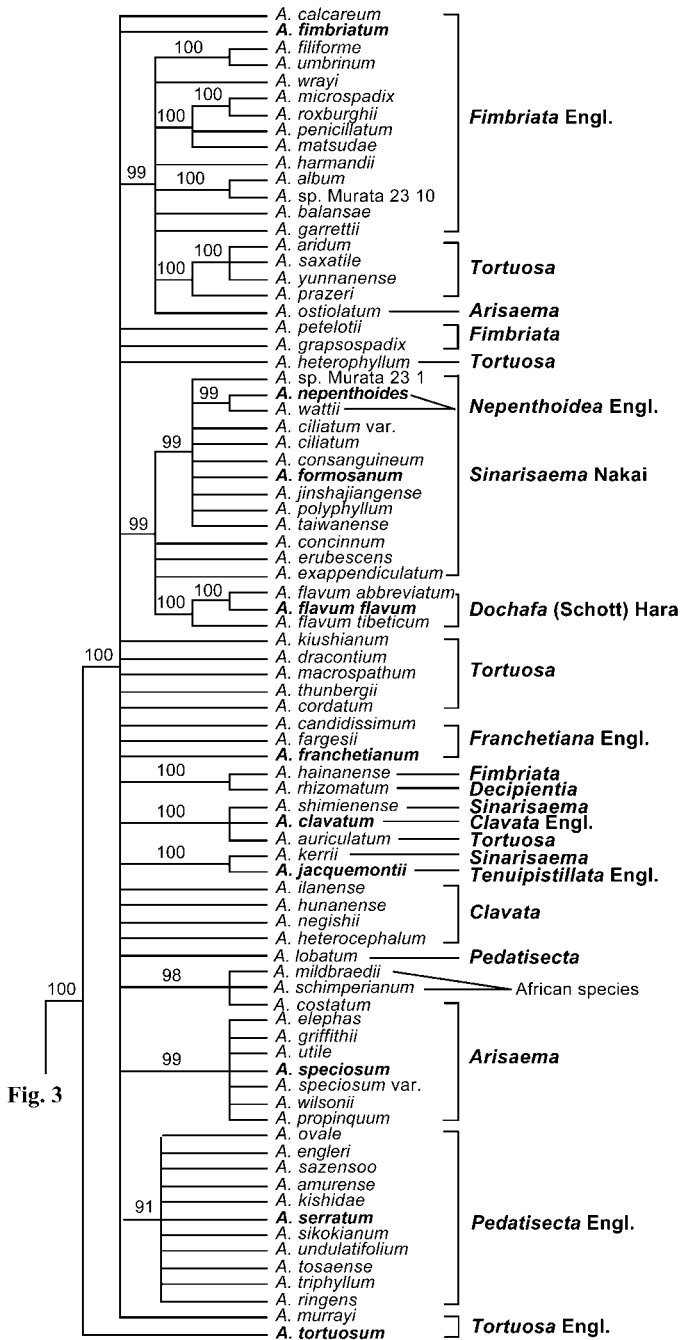 A. calcareum
A. fimbriatum
100 A. filiforme
A. umbrinum
A. wrayi
100 A. microspadix
A. roxburghii
Fimbriata Engl.
100 A. penicillatum
A. matsudae
99 A. harmandii
100 A. album
A. sp. Murata 23 10
A. balansae
A. garrettii
100 A. aridum
A. saxatile
Tortuosa
100 A. yunnanense
A. prazeri
A. ostiolatum Arisaema
A. petelotii
Fimbriata
A. grapsospadix
A. heterophyllum Tortuosa
A. sp. Murata 23 1
99 A. nepenthoides
A. wattii Nepenthoidea Engl.
A. ciliatum var.
99 A. ciliatum
A. consanguineum
A. formosanum Sinarisaema Nakai
A. jinshajiangense
A. polyphyllum
99 A. taiwanense
A. concinnum
A. erubescens
A. exappendiculatum
100 A. flavum abbreviatum
100 A. flavum flavum Dochafa (Schott) Hara
A. flavum tibeticum
A. kiushianum
100 A. dracontium
A. macrospathum Tortuosa
A. thunbergii
A. cordatum
A. candidissimum
A. fargesii Franchetiana Engl.
A. franchetianum
100 A. hainanense Fimbriata
A. rhizomatum Decipientia
100 A. shimienense Sinarisaema
A. clavatum Clavata Engl.
A. auriculatum Tortuosa
100 A. kerrii Sinarisaema
A. jacquemontii Tenuipistillata Engl.
A. ilanense
A. hunanense
Clavata
A. negishii
A. heterocephalum
A. lobatum Pedatisecta
98 A. mildbraedii
100 A. schimperianum African species
A. costatum
A. elephas
A. griffithii
99 A. utile Arisaema
A. speciosum
Fig. 3 A. speciosum var.
A. wilsonii
A. propinquum
A. ovale
A. engleri
A. sazensoo
A. amurense
91 A. kishidae
A. serratum Pedatisecta Engl.
A. sikokianum
A. undulatifolium
A. tosaense
A. triphyllum
A. ringens
A. murrayi
Tortuosa Engl.
A. tortuosum